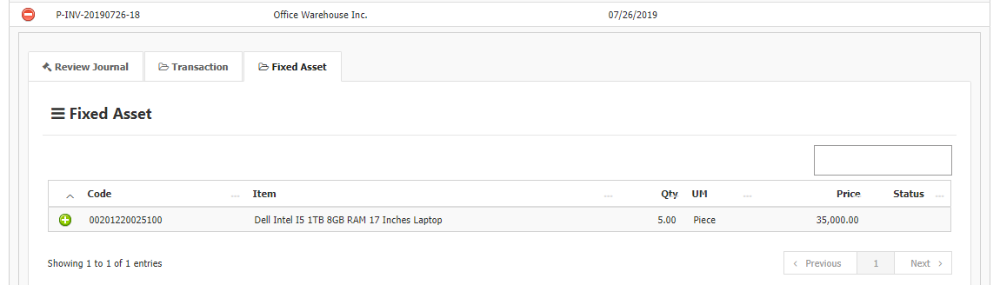 P-INV-20190726-18 Office Warehouse Inc. 07/26/2019
Review Journal Transaction Fixed Asset
Fixed Asset
Code Item Qty UM Price Status
00201220025100 Dell Intel I5 1TB 8GB RAM 17 Inches Laptop 5.00 Piece 35,000.00
Showing 1 to 1 of 1 entries
Previous 1 Next